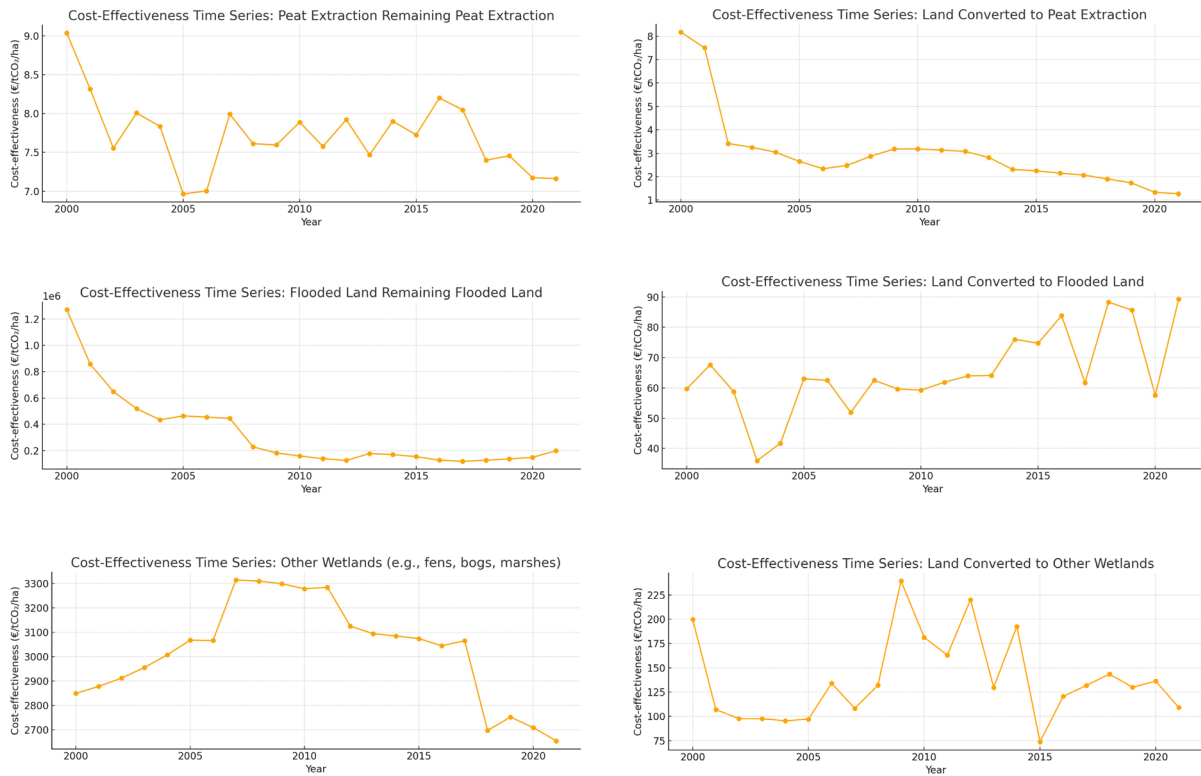 Cost-Effectiveness Time Series: Peat Extraction Remaining Peat Extraction
Cost-effectiveness (€/tCO₂/ha)
9.0
8.5
8.0
7.5
7.0
2000 2005 2010 2015 2020
Year
Cost-Effectiveness Time Series: Land Converted to Peat Extraction
Cost-effectiveness (€/tCO₂/ha)
8
7
6
5
4
3
2
1
2000 2005 2010 2015 2020
Year
Cost-Effectiveness Time Series: Flooded Land Remaining Flooded Land
1e6
Cost-effectiveness (€/tCO₂/ha)
1.2
1.0
0.8
0.6
0.4
0.2
2000 2005 2010 2015 2020
Year
Cost-Effectiveness Time Series: Land Converted to Flooded Land
Cost-effectiveness (€/tCO₂/ha)
90
80
70
60
50
40
2000 2005 2010 2015 2020
Year
Cost-Effectiveness Time Series: Other Wetlands (e.g., fens, bogs, marshes)
Cost-effectiveness (€/tCO₂/ha)
3300
3200
3100
3000
2900
2800
2700
2000 2005 2010 2015 2020
Year
Cost-Effectiveness Time Series: Land Converted to Other Wetlands
Cost-effectiveness (€/tCO₂/ha)
225
200
175
150
125
100
75
2000 2005 2010 2015 2020
Year